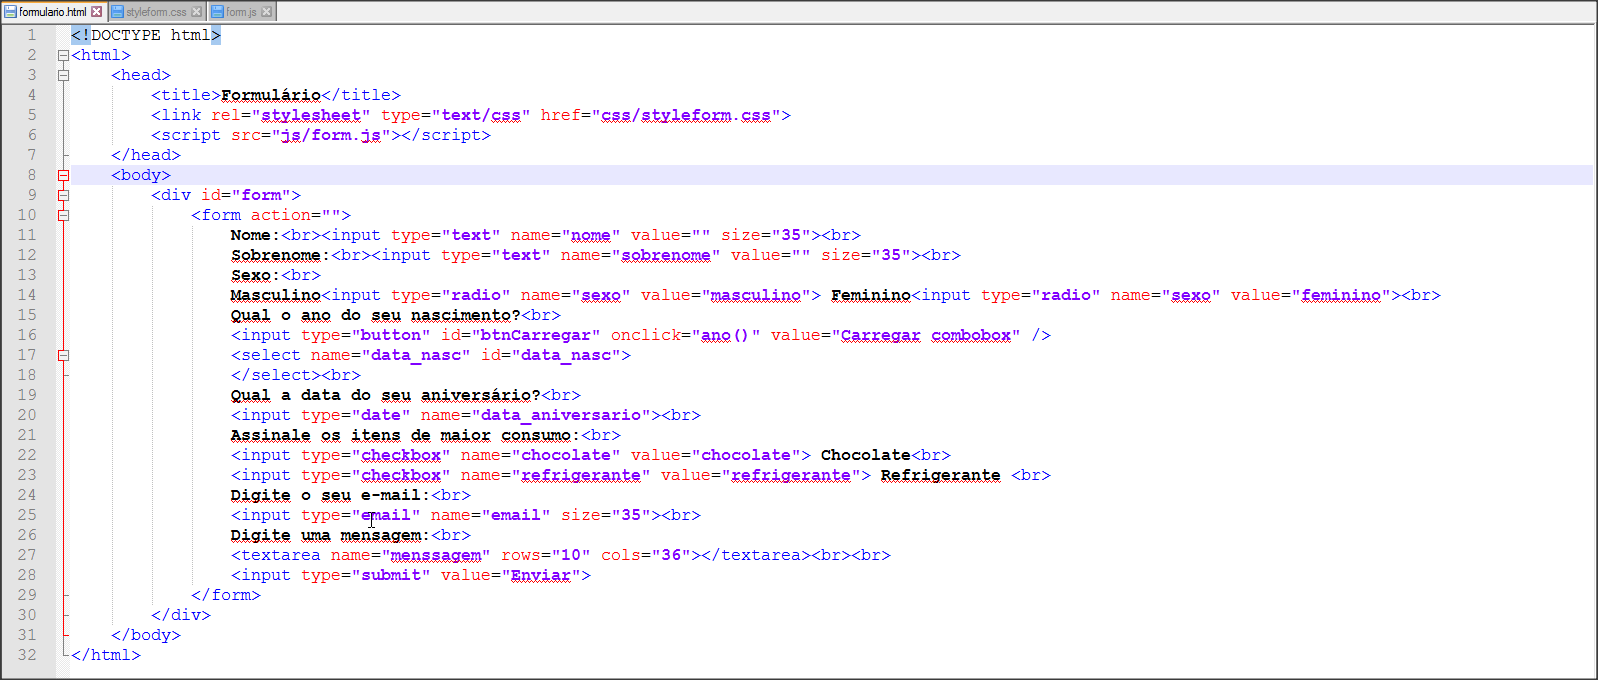 formulario.html styleform.css form.js
1 <!DOCTYPE html>
2 <html>
3 <head>
4 <title>Formulário</title>
5 <link rel="stylesheet" type="text/css" href="css/styleform.css">
6 <script src="js/form.js"></script>
7 </head>
8 <body>
9 <div id="form">
10 <form action="">
11 Nome:<br><input type="text" name="nome" value="" size="35"><br>
12 Sobrenome:<br><input type="text" name="sobrenome" value="" size="35"><br>
13 Sexo:<br>
14 Masculino<input type="radio" name="sexo" value="masculino"> Feminino<input type="radio" name="sexo" value="feminino"><br>
15 Qual o ano do seu nascimento?<br>
16 <input type="button" id="btnCarregar" onclick="ano()" value="Carregar combobox" />
17 <select name="data_nasc" id="data_nasc">
18 </select><br>
19 Qual a data do seu aniversário?<br>
20 <input type="date" name="data_aniversario"><br>
21 Assinale os itens de maior consumo:<br>
22 <input type="checkbox" name="chocolate" value="chocolate"> Chocolate<br>
23 <input type="checkbox" name="refrigerante" value="refrigerante"> Refrigerante <br>
24 Digite o seu e-mail:<br>
25 <input type="email" name="email" size="35"><br>
26 Digite uma mensagem:<br>
27 <textarea name="menssagem" rows="10" cols="36"></textarea><br><br>
28 <input type="submit" value="Enviar">
29 </form>
30 </div>
31 </body>
32 </html>